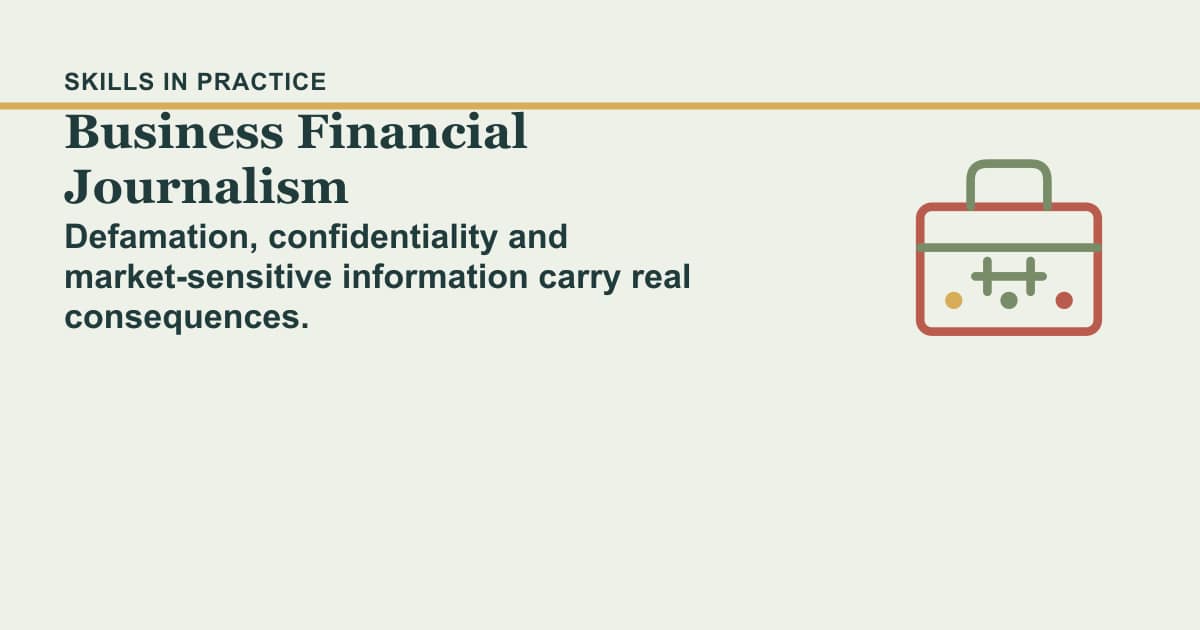 SKILLS IN PRACTICE
Business Financial
Journalism
Defamation, confidentiality and
market-sensitive information carry real
consequences.